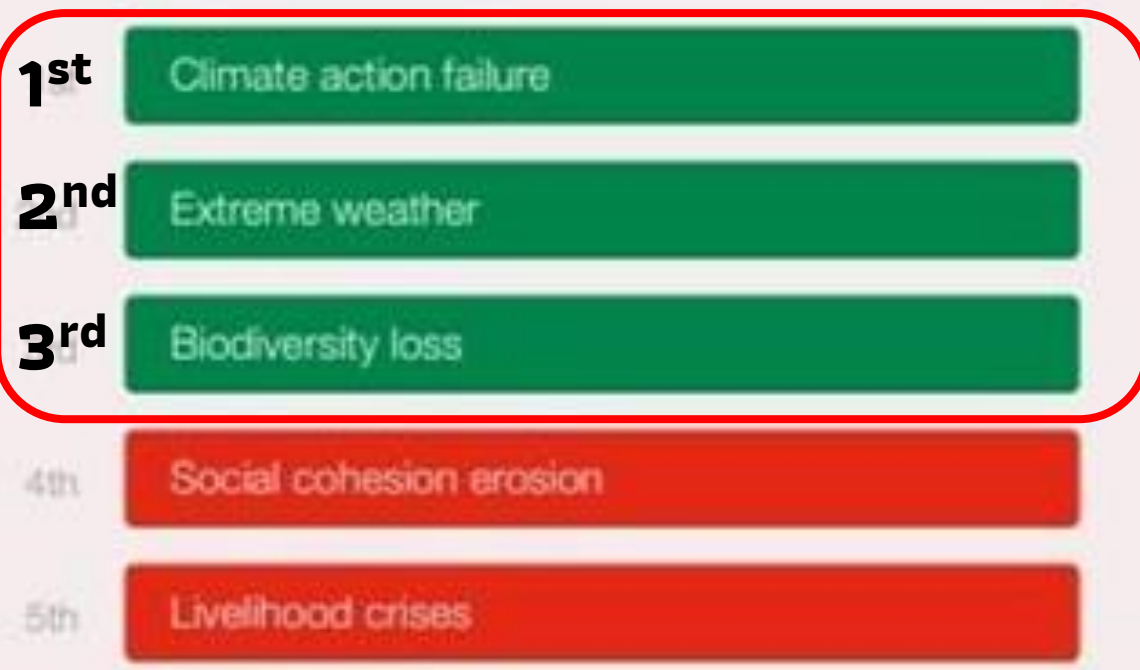 1st Climate action failure
2nd Extreme weather
3rd Biodiversity loss
4th Social cohesion erosion
5th Livelihood crises